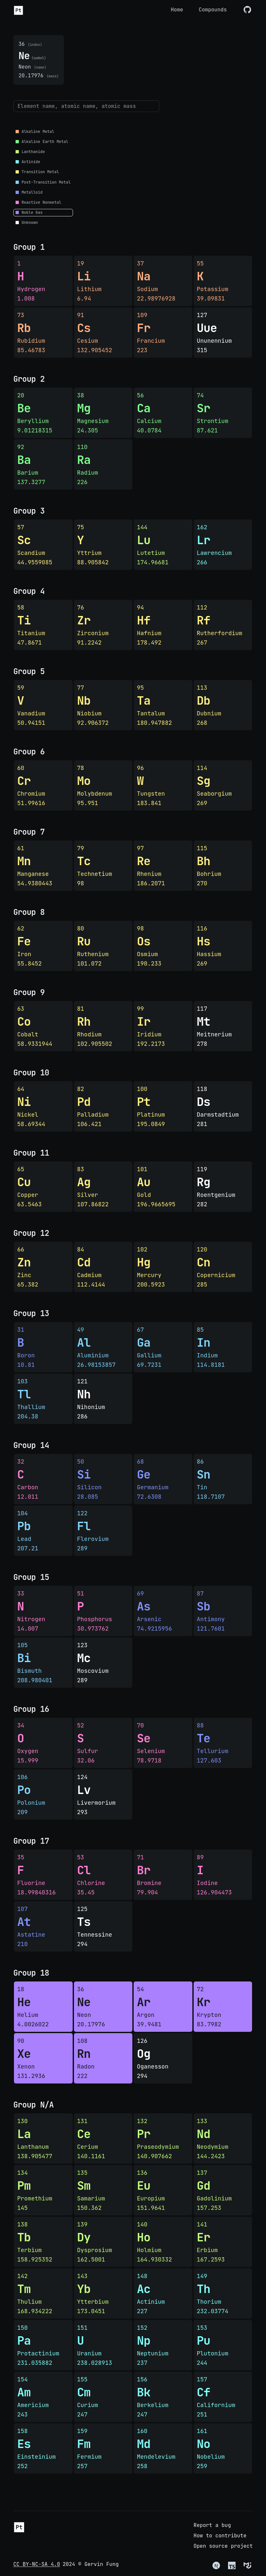 Pt
Home
Compounds
36 (index)
Ne (symbol)
Neon (name)
20.17976 (mass)
Element name, atomic name, atomic mass
Alkaline Metal
Alkaline Earth Metal
Lanthanide
Actinide
Transition Metal
Post-Transition Metal
Metalloid
Reactive Nonmetal
Noble Gas
Unknown
Group 1
1
H
Hydrogen
1.008
19
Li
Lithium
6.94
37
Na
Sodium
22.98976928
55
K
Potassium
39.09831
73
Rb
Rubidium
85.46783
91
Cs
Cesium
132.905452
109
Fr
Francium
223
127
Uue
Ununennium
315
Group 2
20
Be
Beryllium
9.01218315
38
Mg
Magnesium
24.305
56
Ca
Calcium
40.0784
74
Sr
Strontium
87.621
92
Ba
Barium
137.3277
110
Ra
Radium
226
Group 3
57
Sc
Scandium
44.9559085
75
Y
Yttrium
88.905842
144
Lu
Lutetium
174.96681
162
Lr
Lawrencium
266
Group 4
58
Ti
Titanium
47.8671
76
Zr
Zirconium
91.2242
94
Hf
Hafnium
178.492
112
Rf
Rutherfordium
267
Group 5
59
V
Vanadium
50.94151
77
Nb
Niobium
92.906372
95
Ta
Tantalum
180.947882
113
Db
Dubnium
268
Group 6
60
Cr
Chromium
51.99616
78
Mo
Molybdenum
95.951
96
W
Tungsten
183.841
114
Sg
Seaborgium
269
Group 7
61
Mn
Manganese
54.9380443
79
Tc
Technetium
98
97
Re
Rhenium
186.2071
115
Bh
Bohrium
270
Group 8
62
Fe
Iron
55.8452
80
Ru
Ruthenium
101.072
98
Os
Osmium
190.233
116
Hs
Hassium
269
Group 9
63
Co
Cobalt
58.9331944
81
Rh
Rhodium
102.905502
99
Ir
Iridium
192.2173
117
Mt
Meitnerium
278
Group 10
64
Ni
Nickel
58.69344
82
Pd
Palladium
106.421
100
Pt
Platinum
195.0849
118
Ds
Darmstadtium
281
Group 11
65
Cu
Copper
63.5463
83
Ag
Silver
107.86822
101
Au
Gold
196.9665695
119
Rg
Roentgenium
282
Group 12
66
Zn
Zinc
65.382
84
Cd
Cadmium
112.4144
102
Hg
Mercury
200.5923
120
Cn
Copernicium
285
Group 13
31
B
Boron
10.81
49
Al
Aluminium
26.98153857
67
Ga
Gallium
69.7231
85
In
Indium
114.8181
103
Tl
Thallium
204.38
121
Nh
Nihonium
286
Group 14
32
C
Carbon
12.011
50
Si
Silicon
28.085
68
Ge
Germanium
72.6308
86
Sn
Tin
118.7107
104
Pb
Lead
207.21
122
Fl
Flerovium
289
Group 15
33
N
Nitrogen
14.007
51
P
Phosphorus
30.973762
69
As
Arsenic
74.9215956
87
Sb
Antimony
121.7601
105
Bi
Bismuth
208.980401
123
Mc
Moscovium
289
Group 16
34
O
Oxygen
15.999
52
S
Sulfur
32.06
70
Se
Selenium
78.9718
88
Te
Tellurium
127.603
106
Po
Polonium
209
124
Lv
Livermorium
293
Group 17
35
F
Fluorine
18.99840316
53
Cl
Chlorine
35.45
71
Br
Bromine
79.904
89
I
Iodine
126.904473
107
At
Astatine
210
125
Ts
Tennessine
294
Group 18
18
He
Helium
4.0026022
36
Ne
Neon
20.17976
54
Ar
Argon
39.9481
72
Kr
Krypton
83.7982
90
Xe
Xenon
131.2936
108
Rn
Radon
222
126
Og
Oganesson
294
Group N/A
130
La
Lanthanum
138.905477
131
Ce
Cerium
140.1161
132
Pr
Praseodymium
140.907662
133
Nd
Neodymium
144.2423
134
Pm
Promethium
145
135
Sm
Samarium
150.362
136
Eu
Europium
151.9641
137
Gd
Gadolinium
157.253
138
Tb
Terbium
158.925352
139
Dy
Dysprosium
162.5001
140
Ho
Holmium
164.930332
141
Er
Erbium
167.2593
142
Tm
Thulium
168.934222
143
Yb
Ytterbium
173.0451
148
Ac
Actinium
227
149
Th
Thorium
232.03774
150
Pa
Protactinium
231.035882
151
U
Uranium
238.028913
152
Np
Neptunium
237
153
Pu
Plutonium
244
154
Am
Americium
243
155
Cm
Curium
247
156
Bk
Berkelium
247
157
Cf
Californium
251
158
Es
Einsteinium
252
159
Fm
Fermium
257
160
Md
Mendelevium
258
161
No
Nobelium
259
Pt
Report a bug
How to contribute
Open source project
CC BY-NC-SA 4.0 2024 © Gervin Fung
N
TS